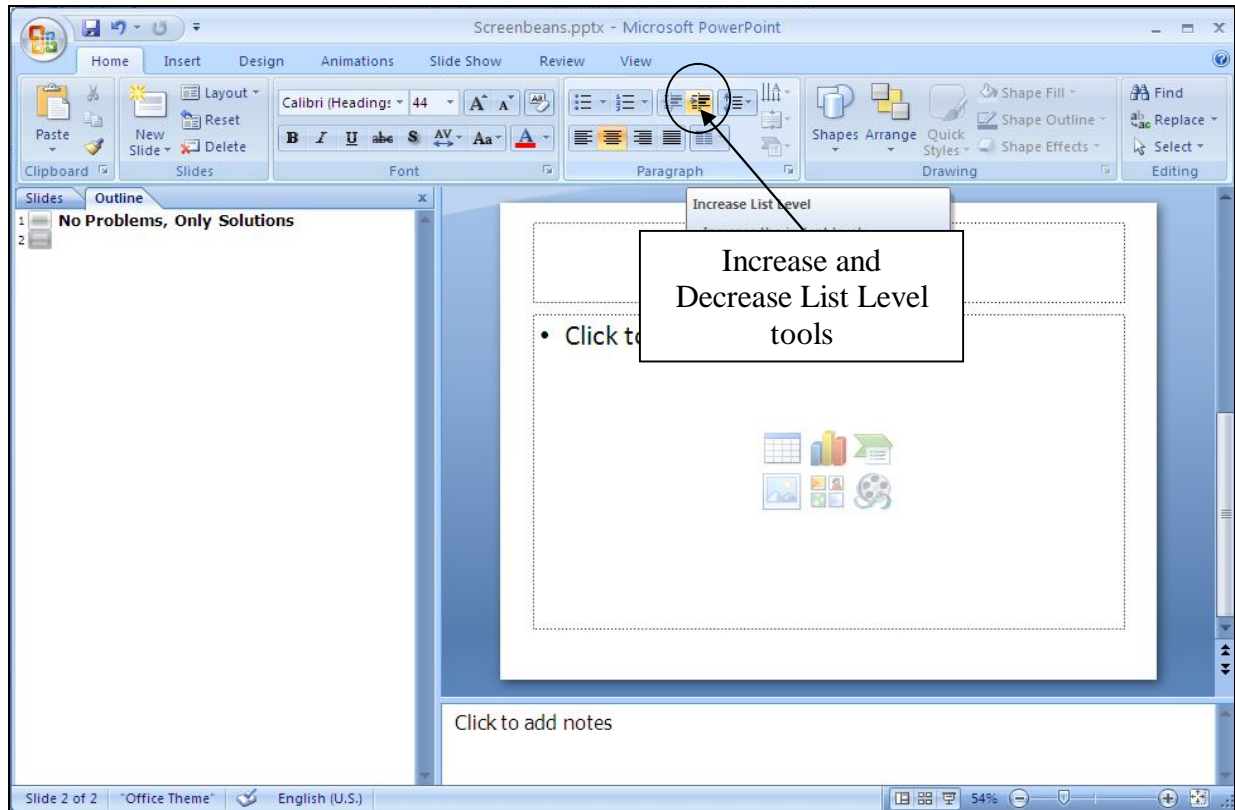 Screenbeans.pptx - Microsoft PowerPoint
Home Insert Design Animations Slide Show Review View
Paste
New Slide
Layout
Reset
Delete
Calibri (Headings 44
B I U abc S AV Aa A
Shapes Arrange Quick Styles
Shape Fill
Shape Outline
Shape Effects
Find
Replace
Select
Clipboard Slides Font Paragraph Drawing Editing
Slides Outline
1 No Problems, Only Solutions
2
Increase List Level
Increase and
Decrease List Level
tools
• Click
Click to add notes
Slide 2 of 2 "Office Theme" English (U.S.) 54%